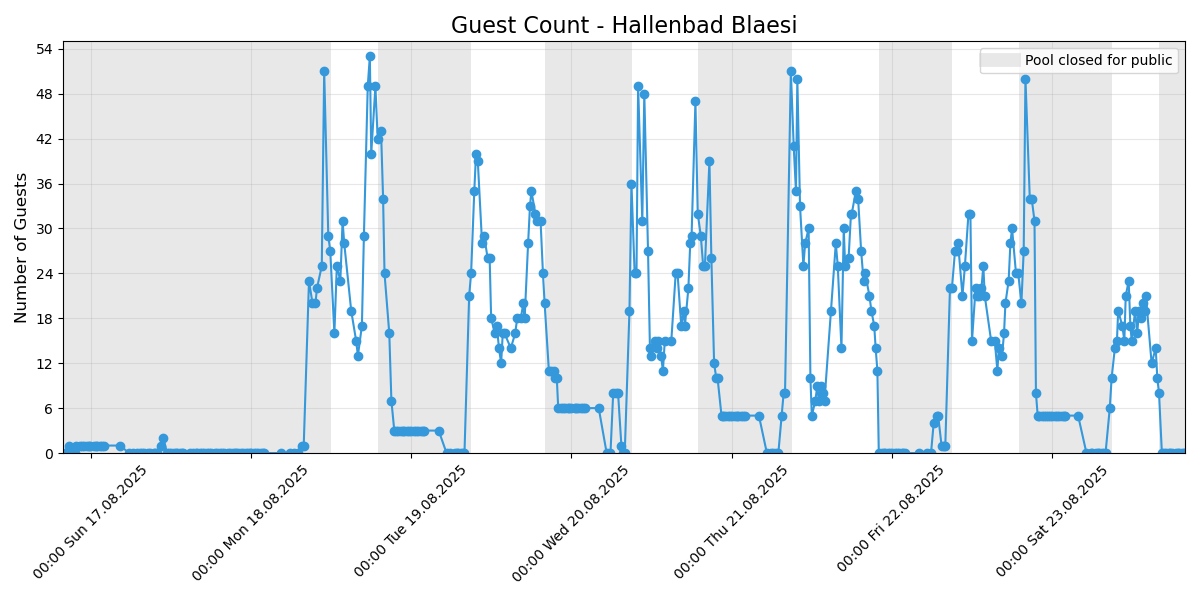 Guest Count - Hallenbad Blaesi
Pool closed for public
Number of Guests
54
48
42
36
30
24
18
12
6
0
00:00 Sun 17.08.2025
00:00 Mon 18.08.2025
00:00 Tue 19.08.2025
00:00 Wed 20.08.2025
00:00 Thu 21.08.2025
00:00 Fri 22.08.2025
00:00 Sat 23.08.2025